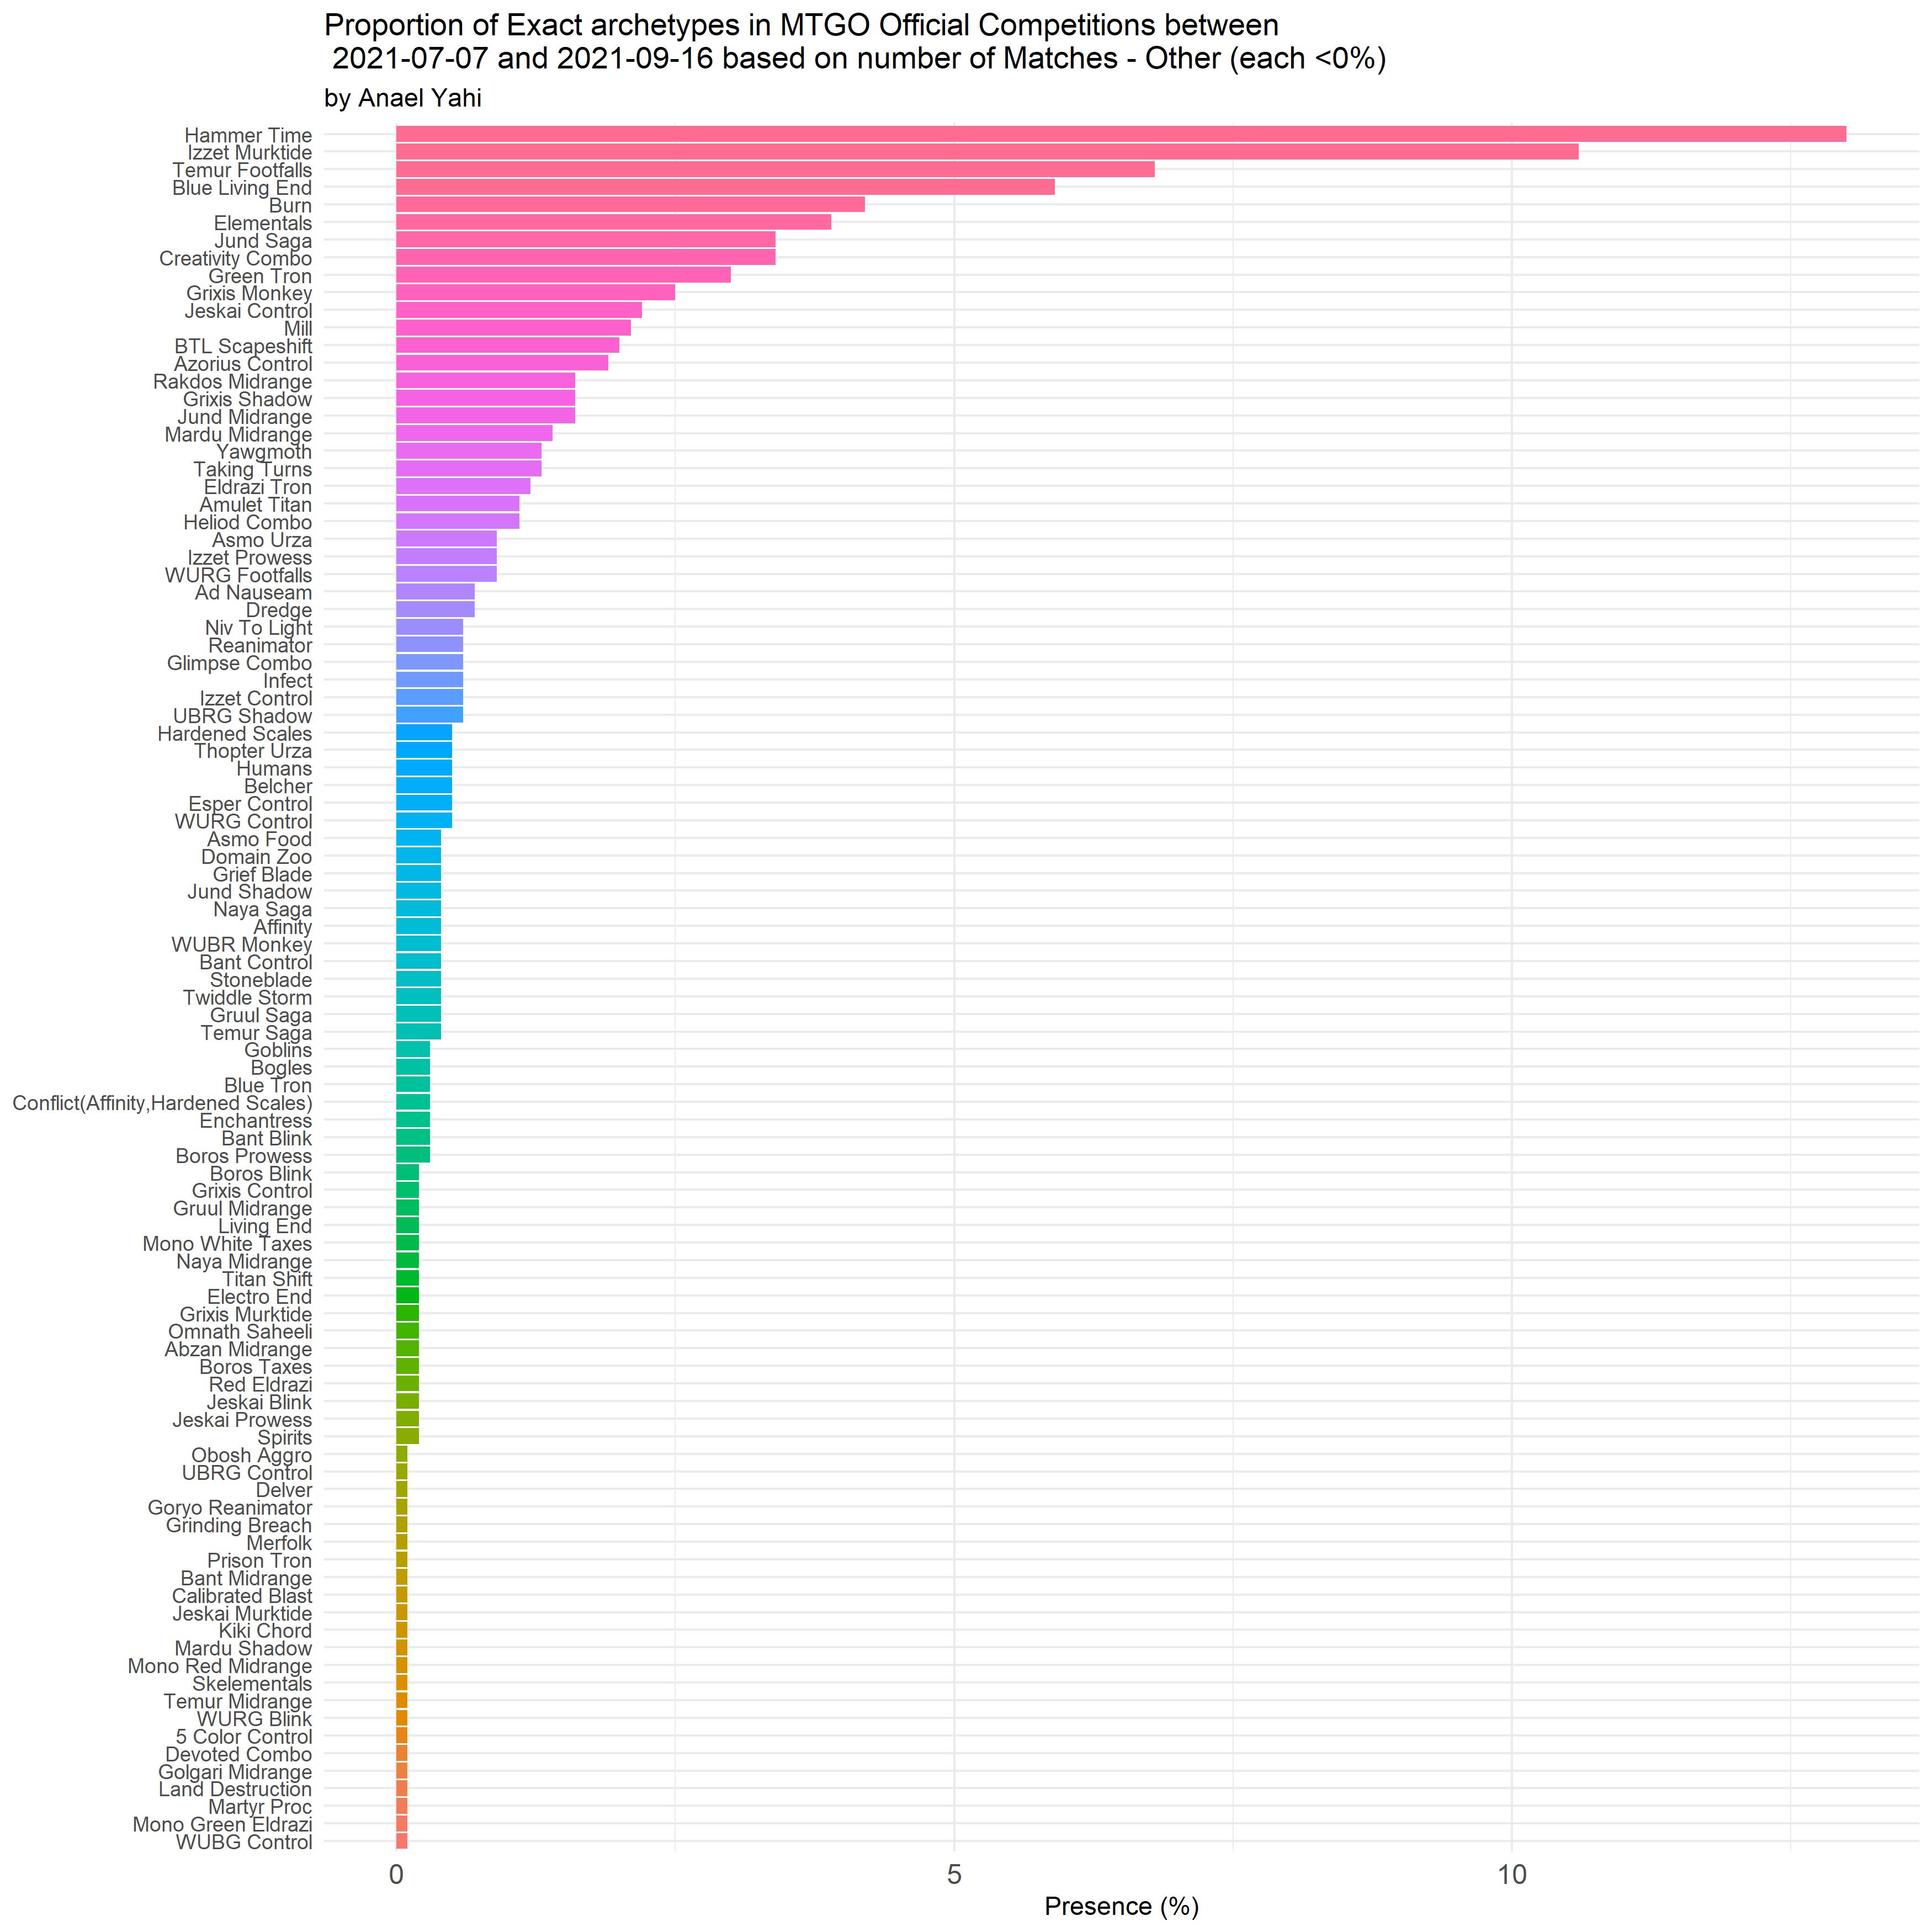 Proportion of Exact archetypes in MTGO Official Competitions between
2021-07-07 and 2021-09-16 based on number of Matches - Other (each <0%)
by Anael Yahi
Hammer Time
Izzet Murktide
Temur Footfalls
Blue Living End
Burn
Elementals
Jund Saga
Creativity Combo
Green Tron
Grixis Monkey
Jeskai Control
Mill
BTL Scapeshift
Azorius Control
Rakdos Midrange
Grixis Shadow
Jund Midrange
Mardu Midrange
Yawgmoth
Taking Turns
Eldrazi Tron
Amulet Titan
Heliod Combo
Asmo Urza
Izzet Prowess
WURG Footfalls
Ad Nauseam
Dredge
Niv To Light
Reanimator
Glimpse Combo
Infect
Izzet Control
UBRG Shadow
Hardened Scales
Thopter Urza
Humans
Belcher
Esper Control
WURG Control
Asmo Food
Domain Zoo
Grief Blade
Jund Shadow
Naya Saga
Affinity
WUBR Monkey
Bant Control
Stoneblade
Twiddle Storm
Gruul Saga
Temur Saga
Goblins
Bogles
Blue Tron
Conflict(Affinity,Hardened Scales)
Enchantress
Bant Blink
Boros Prowess
Boros Blink
Grixis Control
Gruul Midrange
Living End
Mono White Taxes
Naya Midrange
Titan Shift
Electro End
Grixis Murktide
Omnath Saheeli
Abzan Midrange
Boros Taxes
Red Eldrazi
Jeskai Blink
Jeskai Prowess
Spirits
Obosh Aggro
UBRG Control
Delver
Goryo Reanimator
Grinding Breach
Merfolk
Prison Tron
Bant Midrange
Calibrated Blast
Jeskai Murktide
Kiki Chord
Mardu Shadow
Mono Red Midrange
Skelementals
Temur Midrange
WURG Blink
5 Color Control
Devoted Combo
Golgari Midrange
Land Destruction
Martyr Proc
Mono Green Eldrazi
WUBG Control
0 5 10
Presence (%)